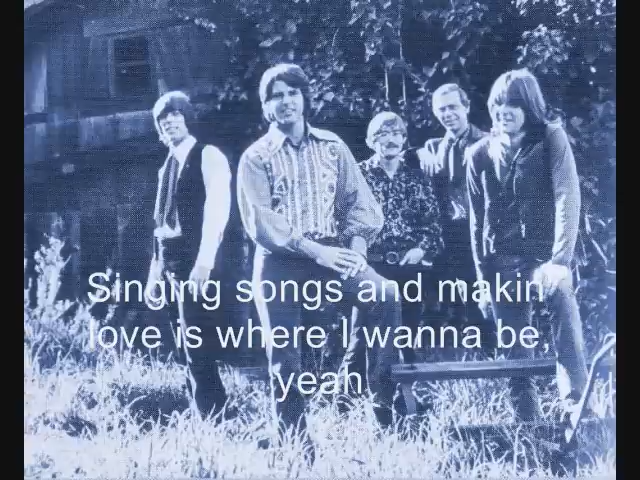 Singing songs and makin'
love is where I wanna be,
yeah.